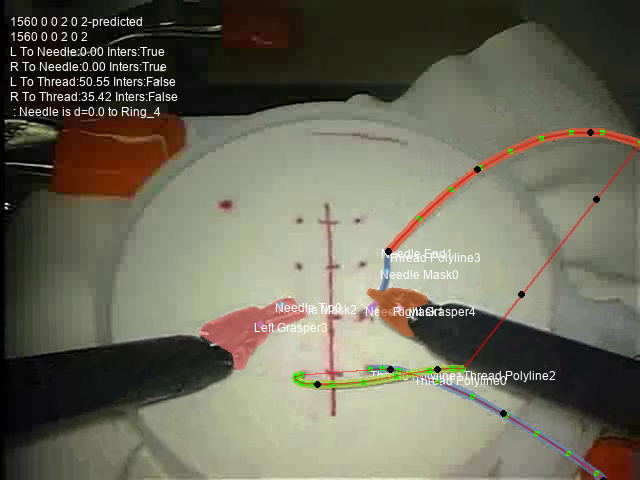 1560 0 0 2 0 2-predicted
1560 0 0 2 0 2
L To Needle:0.00 Inters:True
R To Needle:0.00 Inters:True
L To Thread:50.55 Inters:False
R To Thread:35.42 Inters:False
: Needle is d=0.0 to Ring_4
Needle End1
Thread Polyline3
Needle Mask0
Needle Tip0
Mask2
Right Grasper4
Left Grasper3
Thread Polyline2
Thread Polyline0